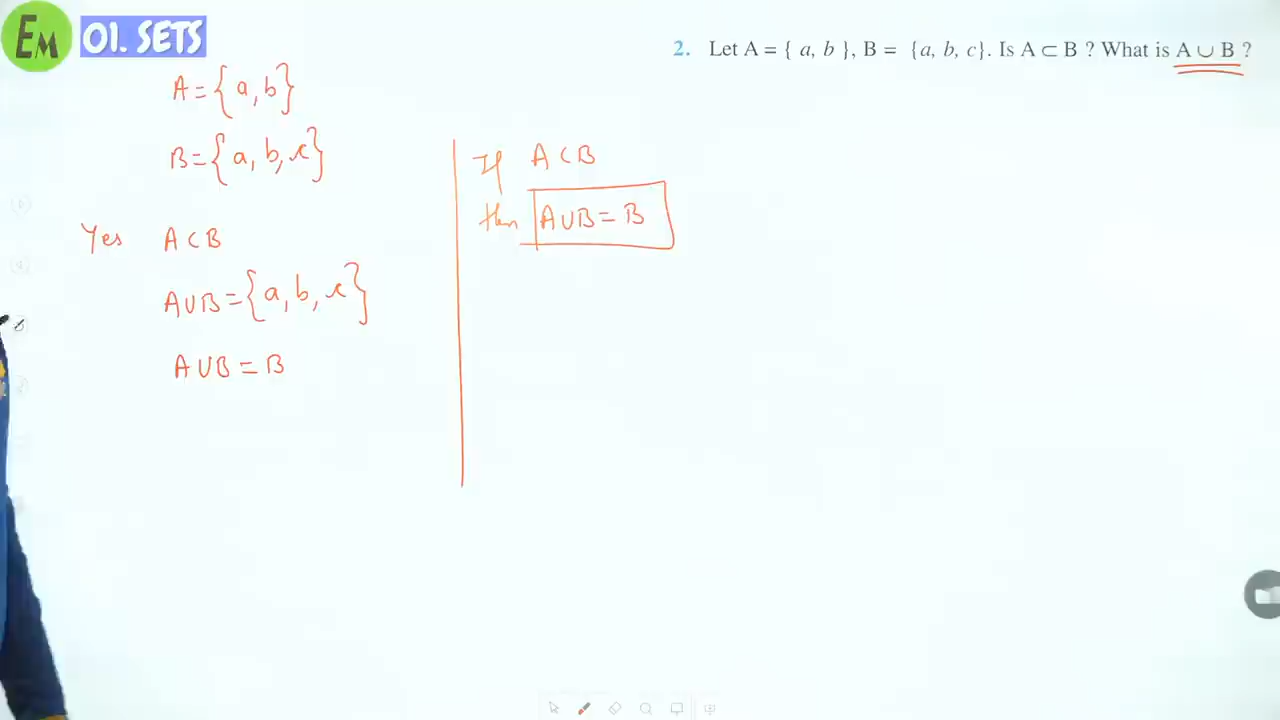 EM 01. SETS
2. Let A = { a, b }, B = {a, b, c}. Is A ⊂ B ? What is A ∪ B ?
A = {a, b}
B = {a, b, c}
Yes A ⊂ B
A ∪ B = {a, b, c}
A ∪ B = B
If A ⊂ B
then A ∪ B = B